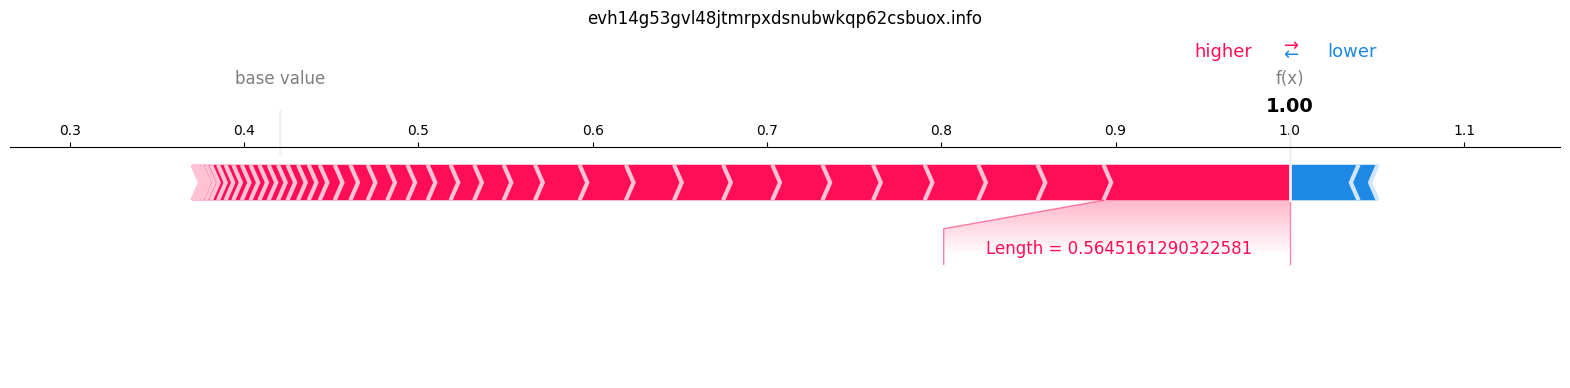 evh14g53gvl48jtmrpxdsnubwkqp62csbuox.info
higher ⇄ lower
base value f(x)
1.00
0.3 0.4 0.5 0.6 0.7 0.8 0.9 1.0 1.1
Length = 0.5645161290322581